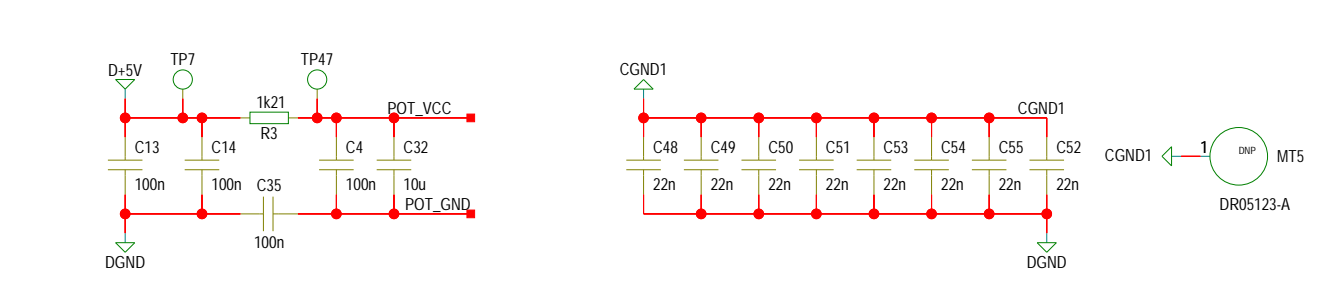 TP7
TP47
D+5V
1k21
POT_VCC
R3
C13
C14
C4
C32
100n
100n
C35
100n
10u
POT_GND
100n
DGND
CGND1
CGND1
C48
C49
C50
C51
C53
C54
C55
C52
22n
22n
22n
22n
22n
22n
22n
22n
DGND
CGND1
1
DNP
MT5
DR05123-A